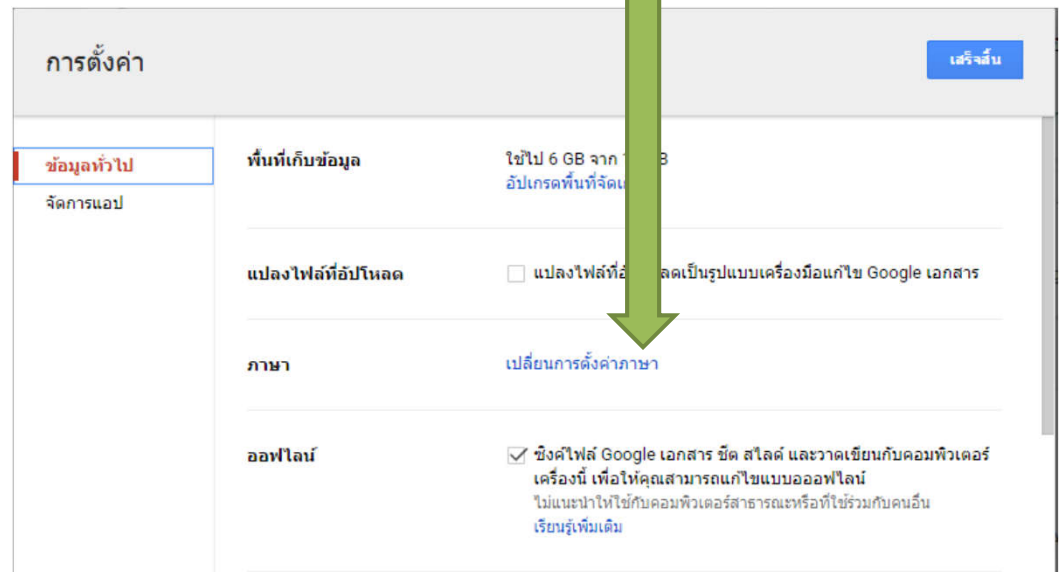 การตั้งค่า
เสร็จสิ้น
ข้อมูลทั่วไป
จัดการแอป
พื้นที่เก็บข้อมูล
ใช้ไป 6 GB จาก
อัปเกรดพื้นที่จัดเ
แปลงไฟล์ที่อัปโหลด
แปลงไฟล์ที่อั ลดเป็นรูปแบบเครื่องมือแก้ไข Google เอกสาร
ภาษา
เปลี่ยนการตั้งค่าภาษา
ออฟไลน์
ซิงค์ไฟล์ Google เอกสาร ชีต สไลด์ และวาดเขียนกับคอมพิวเตอร์
เครื่องนี้ เพื่อให้คุณสามารถแก้ไขแบบอออฟไลน์
ไม่แนะนำให้ใช้กับคอมพิวเตอร์สาธารณะหรือที่ใช้ร่วมกับคนอื่น
เรียนรู้เพิ่มเติม